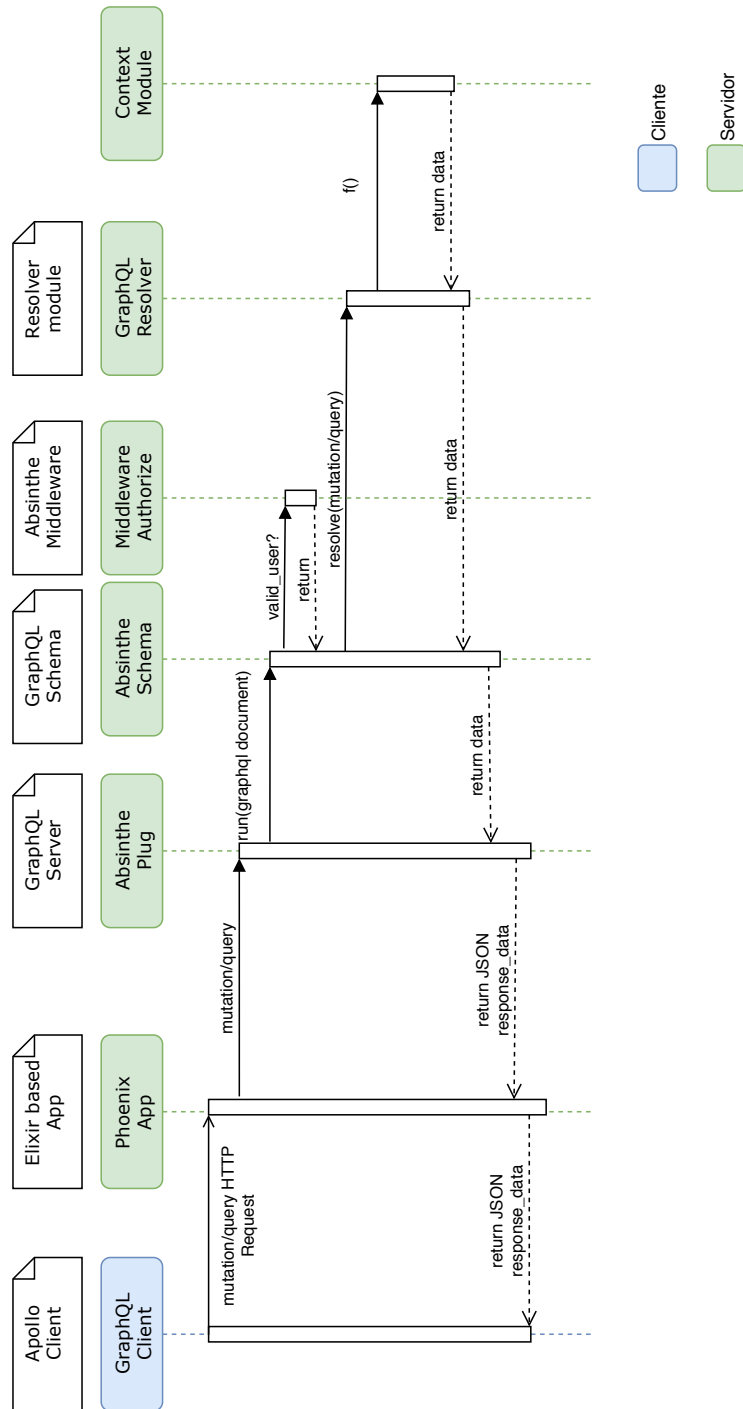 Apollo
Client
Elixir based
App
GraphQL
Server
GraphQL
Schema
Absinthe
Middleware
Resolver
module
GraphQL
Client
Phoenix
App
Absinthe
Plug
Absinthe
Schema
Middleware
Authorize
GraphQL
Resolver
Context
Module
mutation/query HTTP
Request
mutation/query
run(graphql document)
valid_user?
return
resolve(mutation/query)
f()
return data
return data
return data
return JSON
response_data
return JSON
response_data
Cliente
Servidor